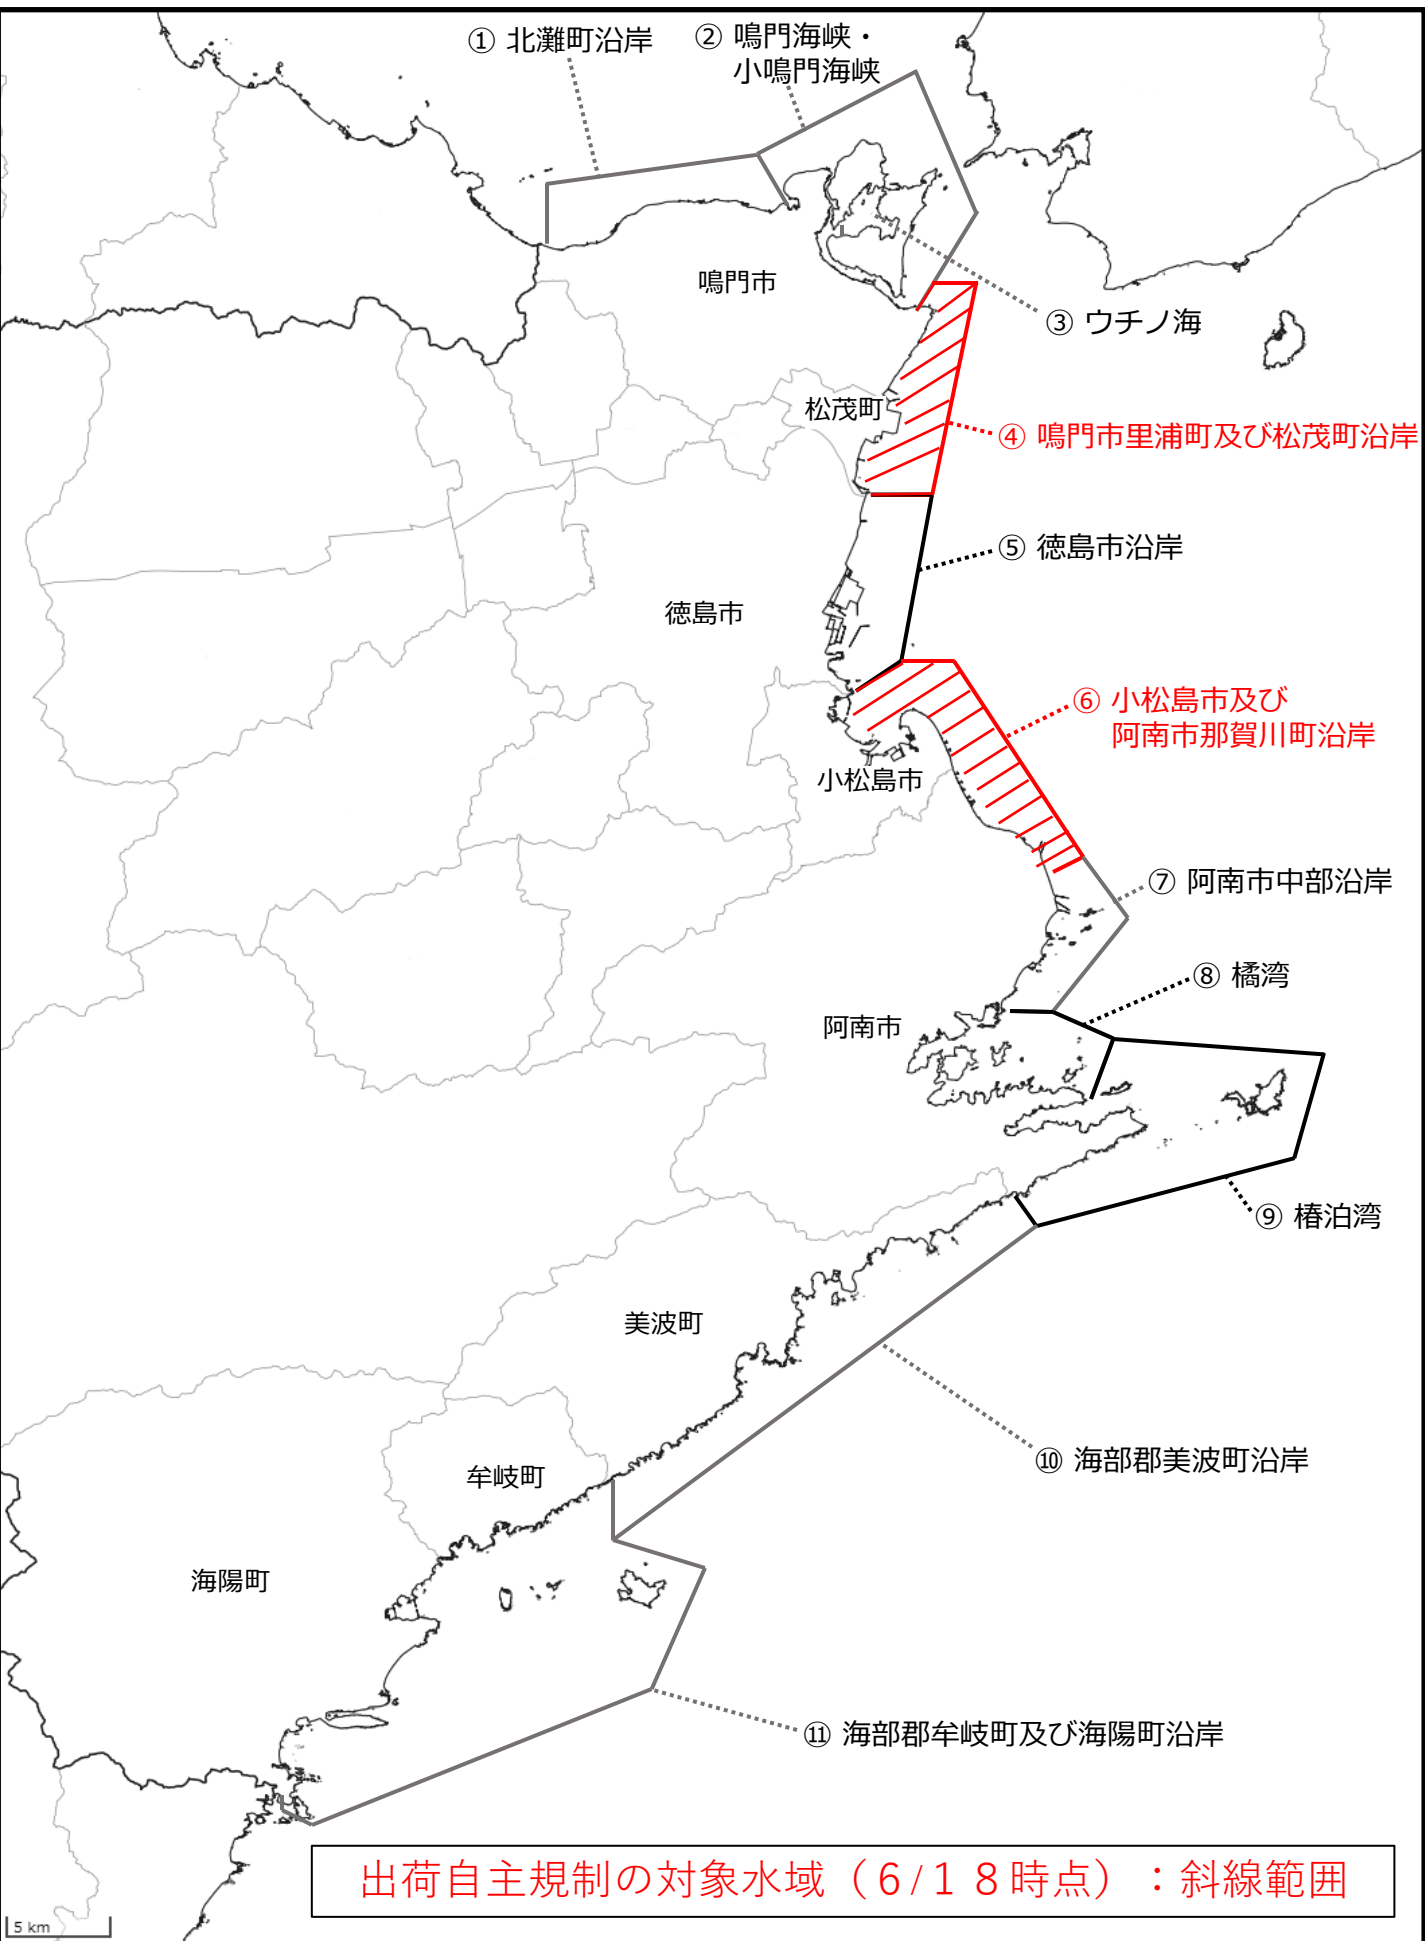 ① 北灘町沿岸
② 鳴門海峡・
小鳴門海峡
鳴門市
③ ウチノ海
松茂町
④ 鳴門市里浦町及び松茂町沿岸
⑤ 徳島市沿岸
徳島市
⑥ 小松島市及び
阿南市那賀川町沿岸
小松島市
⑦ 阿南市中部沿岸
⑧ 橘湾
阿南市
⑨ 椿泊湾
美波町
⑩ 海部郡美波町沿岸
牟岐町
海陽町
⑪ 海部郡牟岐町及び海陽町沿岸
出荷自主規制の対象水域（６/１８時点）：斜線範囲
5 km